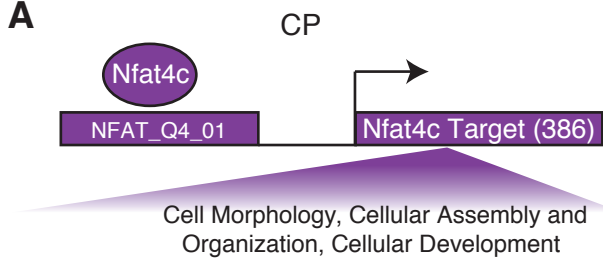 A
CP
Nfat4c
NFAT_Q4_01
Nfat4c Target (386)
Cell Morphology, Cellular Assembly and
Organization, Cellular Development